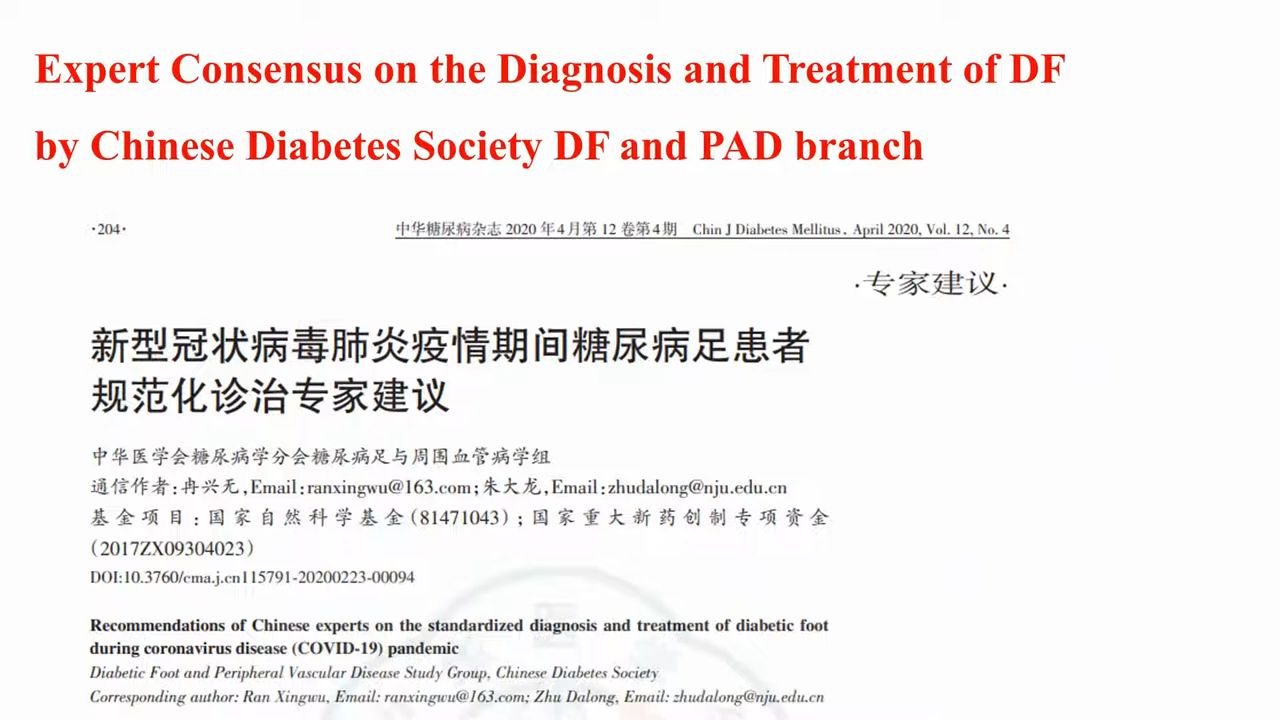 Expert Consensus on the Diagnosis and Treatment of DF
by Chinese Diabetes Society DF and PAD branch
·204·
中华糖尿病杂志 2020 年 4 月第 12 卷第 4 期 Chin J Diabetes Mellitus, April 2020, Vol. 12, No. 4
·专家建议·
新型冠状病毒肺炎疫情期间糖尿病足患者
规范化诊治专家建议
中华医学会糖尿病学分会糖尿病足与周围血管病学组
通信作者:冉兴无,Email:ranxingwu@163.com;朱大龙,Email:zhudalong@nju.edu.cn
基金项目:国家自然科学基金(81471043);国家重大新药创制专项资金
(2017ZX09304023)
DOI:10.3760/cma.j.cn115791-20200223-00094
Recommendations of Chinese experts on the standardized diagnosis and treatment of diabetic foot
during coronavirus disease (COVID-19) pandemic
Diabetic Foot and Peripheral Vascular Disease Study Group, Chinese Diabetes Society
Corresponding author: Ran Xingwu, Email: ranxingwu@163.com; Zhu Dalong, Email: zhudalong@nju.edu.cn